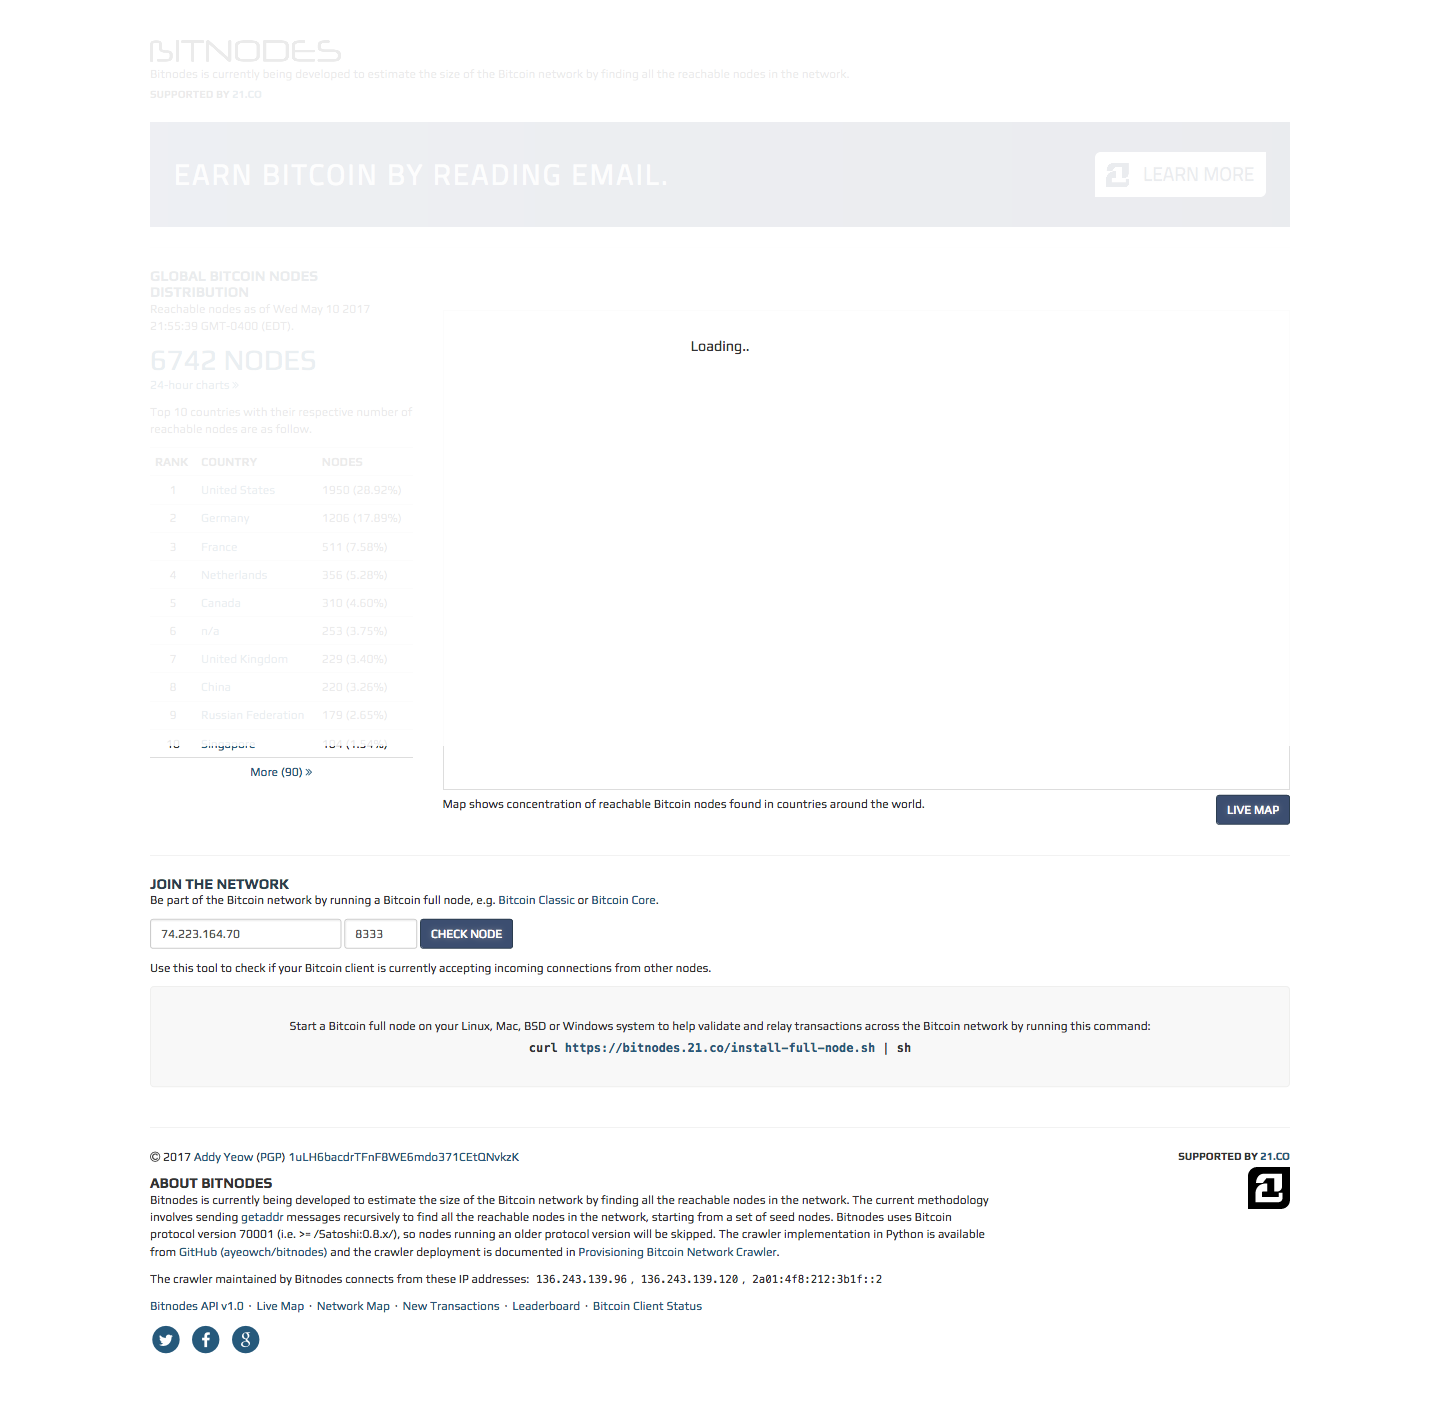 BITNODES
Bitnodes is currently being developed to estimate the size of the Bitcoin network by finding all the reachable nodes in the network.
SUPPORTED BY 21.CO
EARN BITCOIN BY READING EMAIL.
LEARN MORE
GLOBAL BITCOIN NODES
DISTRIBUTION
Reachable nodes as of Wed May 10 2017
21:55:39 GMT-0400 (EDT).
6742 NODES
24-hour charts »
Top 10 countries with their respective number of
reachable nodes are as follow.
RANK COUNTRY NODES
1 United States 1950 (28.92%)
2 Germany 1206 (17.89%)
3 France 511 (7.58%)
4 Netherlands 356 (5.28%)
5 Canada 310 (4.60%)
6 n/a 253 (3.75%)
7 United Kingdom 229 (3.40%)
8 China 220 (3.26%)
9 Russian Federation 179 (2.65%)
10 Singapore 104 (1.54%)
More (90) »
Loading..
Map shows concentration of reachable Bitcoin nodes found in countries around the world.
LIVE MAP
JOIN THE NETWORK
Be part of the Bitcoin network by running a Bitcoin full node, e.g. Bitcoin Classic or Bitcoin Core.
74.223.164.70 8333 CHECK NODE
Use this tool to check if your Bitcoin client is currently accepting incoming connections from other nodes.
Start a Bitcoin full node on your Linux, Mac, BSD or Windows system to help validate and relay transactions across the Bitcoin network by running this command:
curl https://bitnodes.21.co/install-full-node.sh | sh
© 2017 Addy Yeow (PGP) 1uLH6bacdrTFnF8WE6mdo371CEtQNvkzK
SUPPORTED BY 21.CO
ABOUT BITNODES
Bitnodes is currently being developed to estimate the size of the Bitcoin network by finding all the reachable nodes in the network. The current methodology
involves sending getaddr messages recursively to find all the reachable nodes in the network, starting from a set of seed nodes. Bitnodes uses Bitcoin
protocol version 70001 (i.e. >= /Satoshi:0.8.x/), so nodes running an older protocol version will be skipped. The crawler implementation in Python is available
from GitHub (ayeowch/bitnodes) and the crawler deployment is documented in Provisioning Bitcoin Network Crawler.
The crawler maintained by Bitnodes connects from these IP addresses: 136.243.139.96 , 136.243.139.120 , 2a01:4f8:212:3b1f::2
Bitnodes API v1.0 · Live Map · Network Map · New Transactions · Leaderboard · Bitcoin Client Status